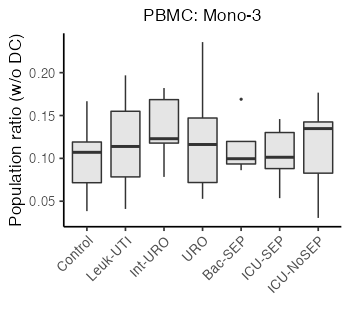 PBMC: Mono-3
Population ratio (w/o DC)
0.20
0.15
0.10
0.05
Control
Leuk-UTI
Int-URO
URO
Bac-SEP
ICU-SEP
ICU-NoSEP